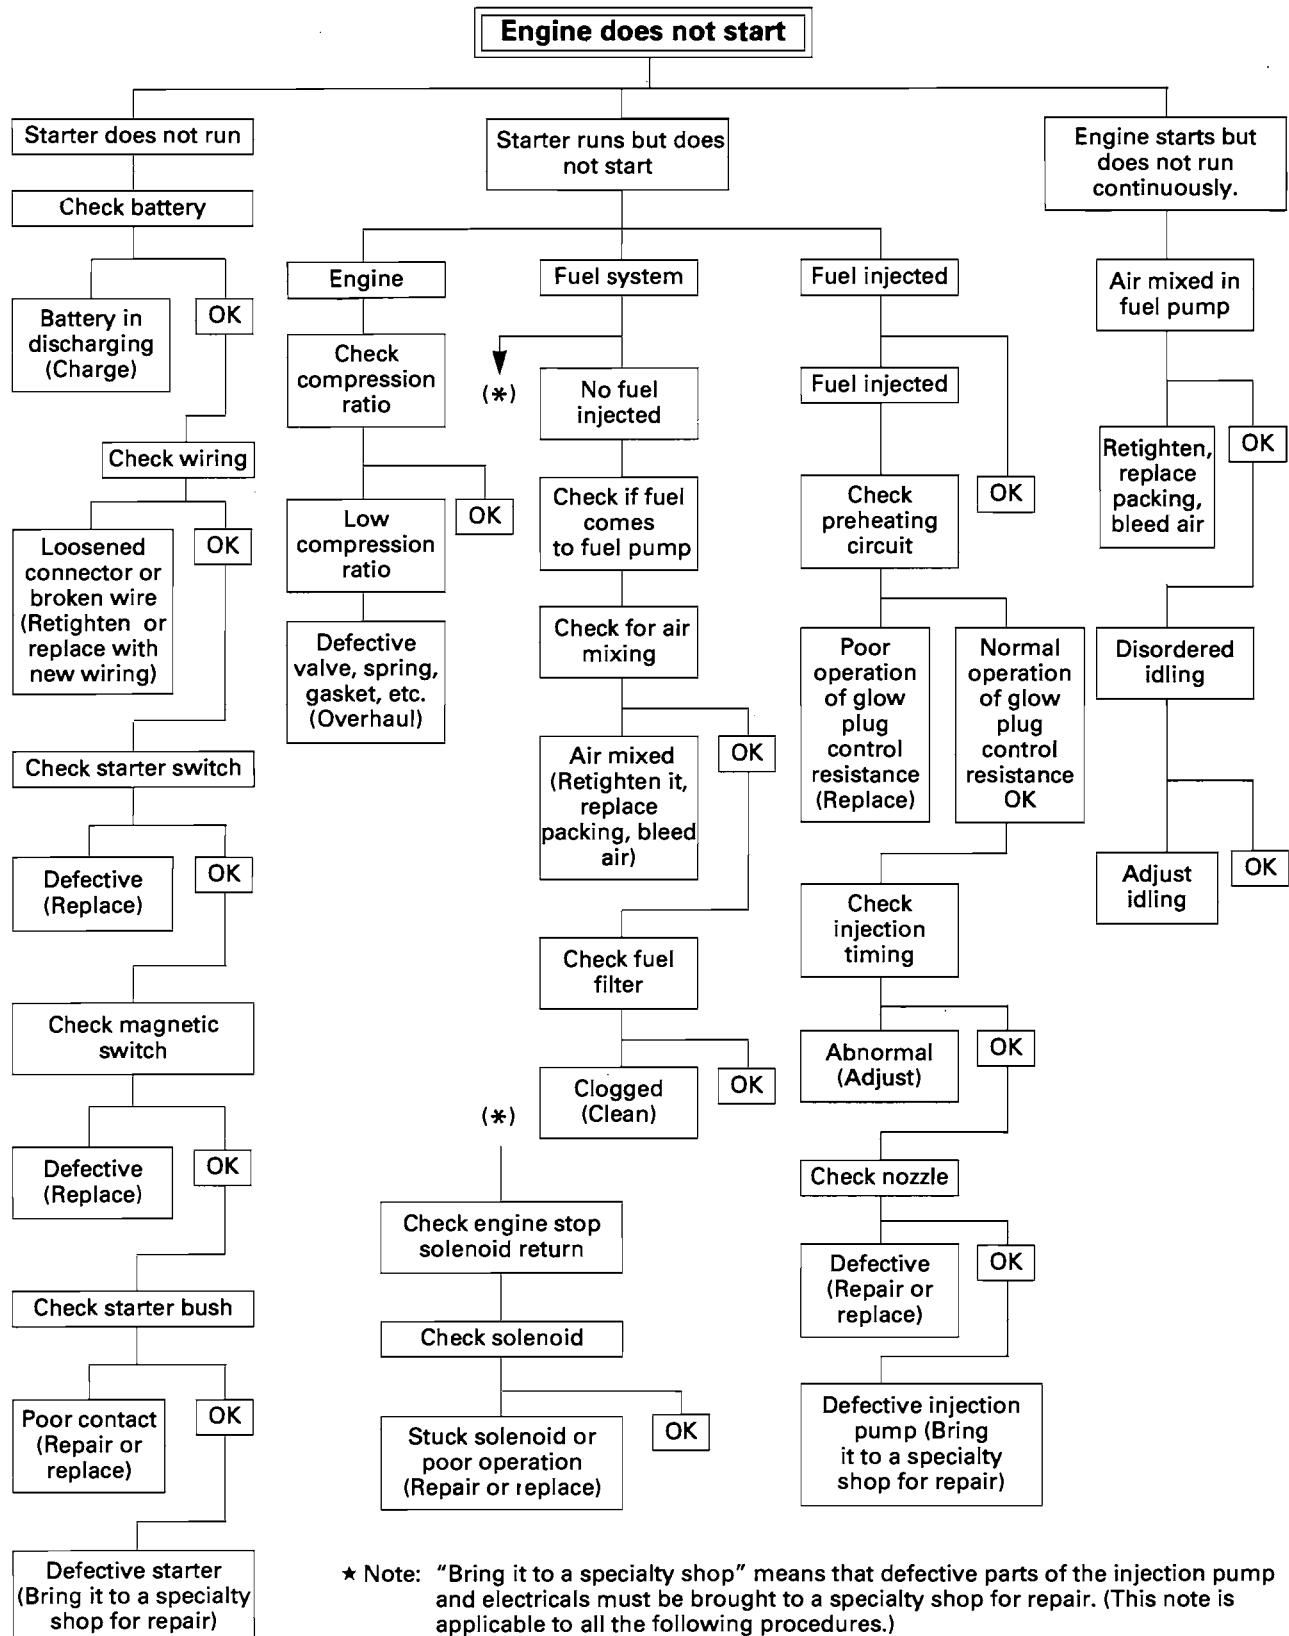 Engine does not start
Starter does not run
Check battery
Battery in
discharging
(Charge)
OK
Check wiring
Loosened
connector or
broken wire
(Retighten or
replace with
new wiring)
OK
Check starter switch
Defective
(Replace)
OK
Check magnetic
switch
Defective
(Replace)
OK
Check starter bush
Poor contact
(Repair or
replace)
OK
Defective starter
(Bring it to a specialty
shop for repair)
Starter runs but does
not start
Engine
Check
compression
ratio
Low
compression
ratio
OK
Defective
valve, spring,
gasket, etc.
(Overhaul)
Fuel system
(*)
No fuel
injected
Check if fuel
comes
to fuel pump
Check for air
mixing
Air mixed
(Retighten it,
replace
packing, bleed
air)
OK
Check fuel
filter
Clogged
(Clean)
OK
(*)
Check engine stop
solenoid return
Check solenoid
Stuck solenoid or
poor operation
(Repair or replace)
OK
Fuel injected
Fuel injected
OK
Check
preheating
circuit
Poor
operation
of glow
plug
control
resistance
(Replace)
Normal
operation
of glow
plug
control
resistance
OK
Check
injection
timing
Abnormal
(Adjust)
OK
Check nozzle
Defective
(Repair or
replace)
OK
Defective injection
pump (Bring
it to a specialty
shop for repair)
Engine starts but
does not run
continuously.
Air mixed in
fuel pump
Retighten,
replace
packing,
bleed air
OK
Disordered
idling
Adjust
idling
OK
★ Note: "Bring it to a specialty shop" means that defective parts of the injection pump
and electricals must be brought to a specialty shop for repair. (This note is
applicable to all the following procedures.)